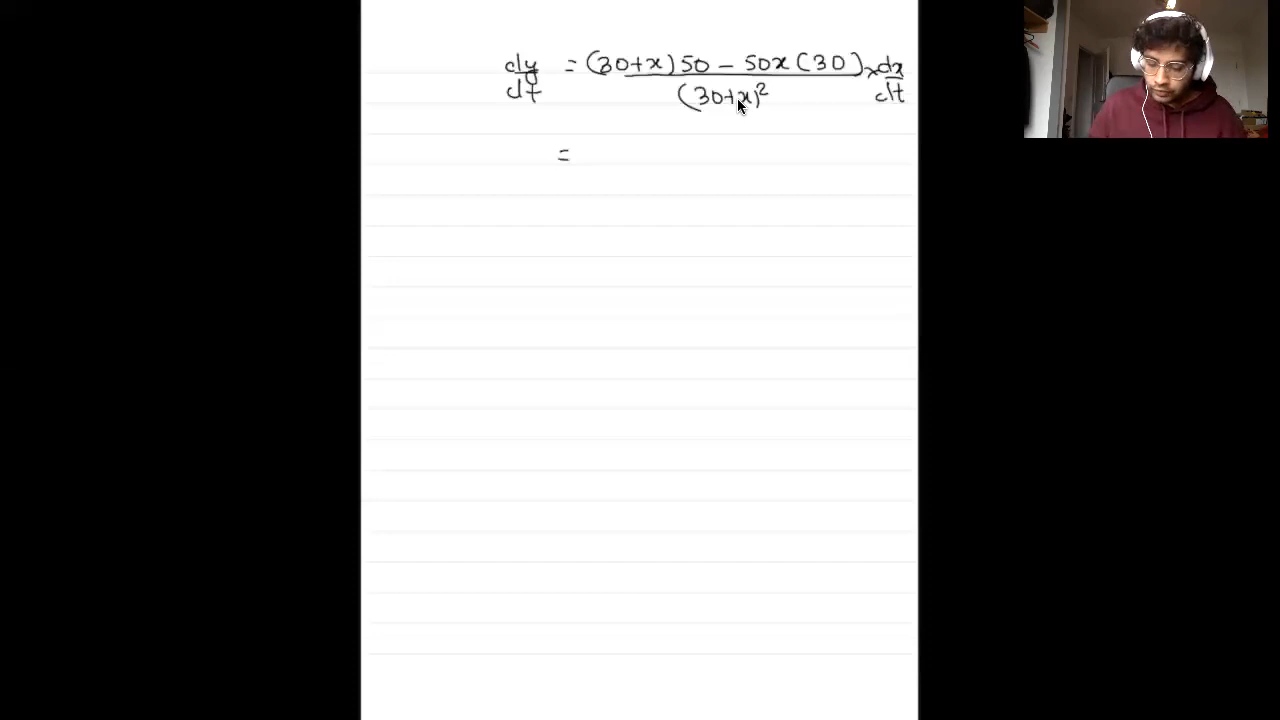 dy/dt = (30+x)50 - 50x(30)/(30+x)² × dx/dt
=